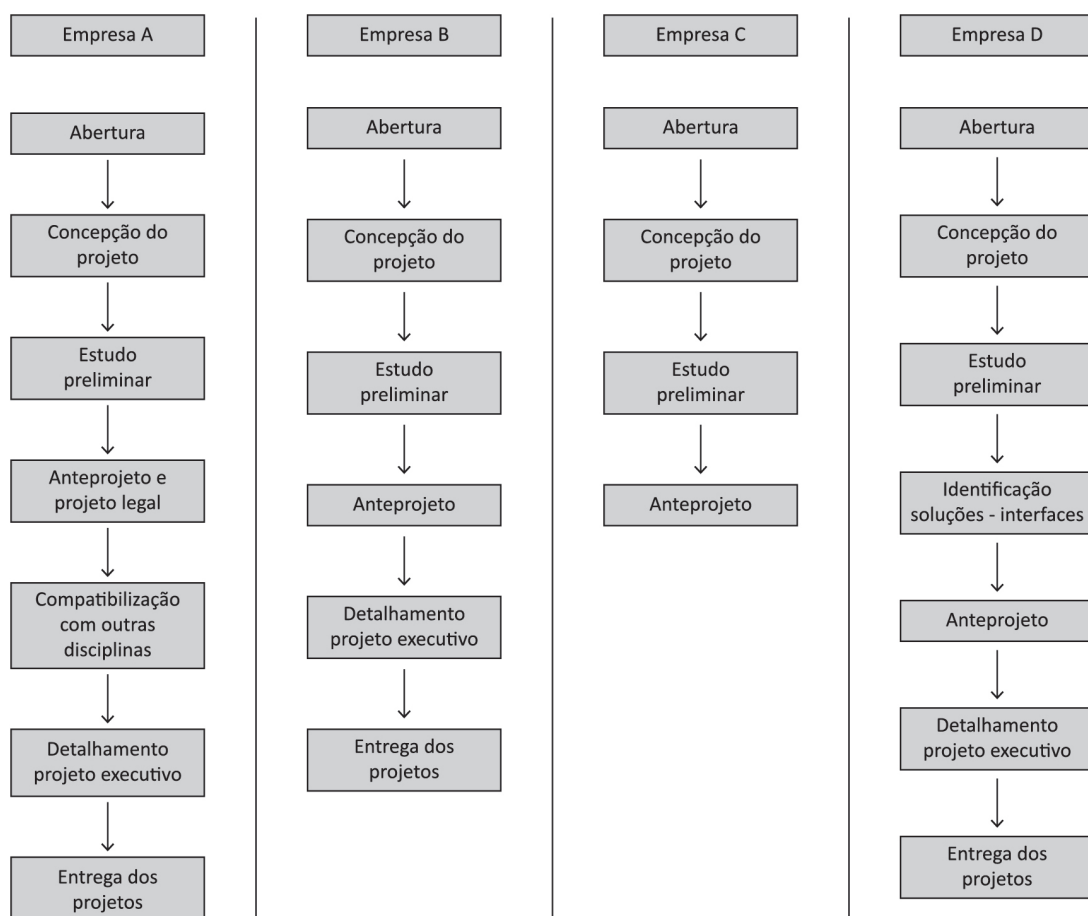 Empresa A
Abertura
Concepção do
projeto
Estudo
preliminar
Anteprojeto e
projeto legal
Compatibilização
com outras
disciplinas
Detalhamento
projeto executivo
Entrega dos
projetos
Empresa B
Abertura
Concepção do
projeto
Estudo
preliminar
Anteprojeto
Detalhamento
projeto executivo
Entrega dos
projetos
Empresa C
Abertura
Concepção do
projeto
Estudo
preliminar
Anteprojeto
Empresa D
Abertura
Concepção do
projeto
Estudo
preliminar
Identificação
soluções - interfaces
Anteprojeto
Detalhamento
projeto executivo
Entrega dos
projetos